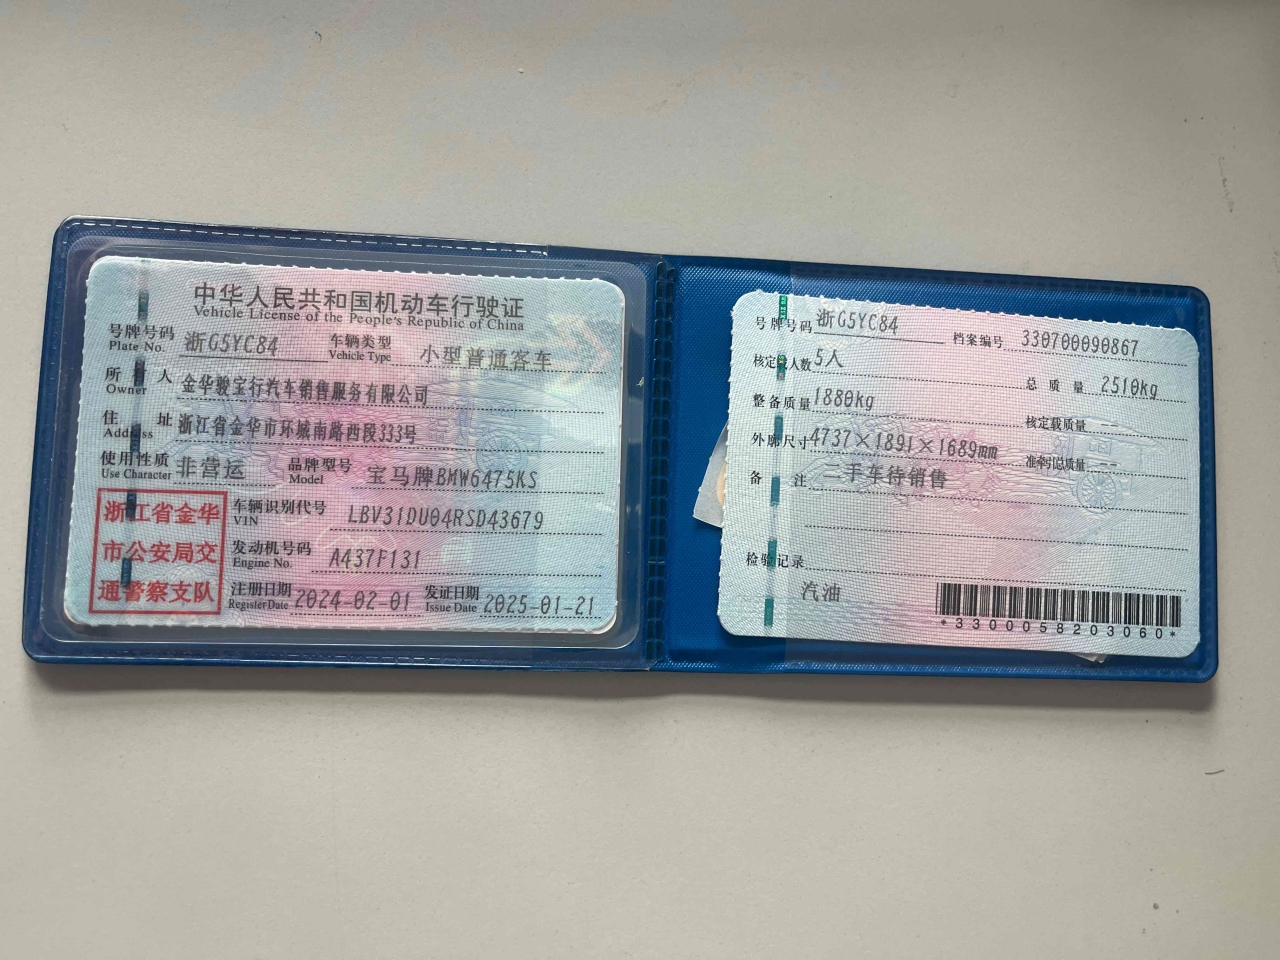 中华人民共和国机动车行驶证
Vehicle License of the People's Republic of China
号牌号码 浙G5YC84 车辆类型 小型普通客车
Plate No. Vehicle Type
所 人 金华骏宝行汽车销售服务有限公司
Owner
住 址 浙江省金华市环城南路西段333号
Address
使用性质 非营运 品牌型号 宝马牌BMW6475KS
Use Character Model
浙江省金华
市公安局交
通警察支队
车辆识别代号 LBV31DU04RSD43679
VIN
发动机号码 A437F131
Engine No.
注册日期 2024-02-01 发证日期 2025-01-21
Register Date Issue Date
号牌号码 浙G5YC84 档案编号 330700090867
核定 人数 5人 总 质 量 2510kg
整备质量 1880kg 核定载质量 --
外廓尺寸 4737×1891×1689mm 准牵引总质量 --
备 注 二手车待销售
检验记录
汽油
*3300058203060*